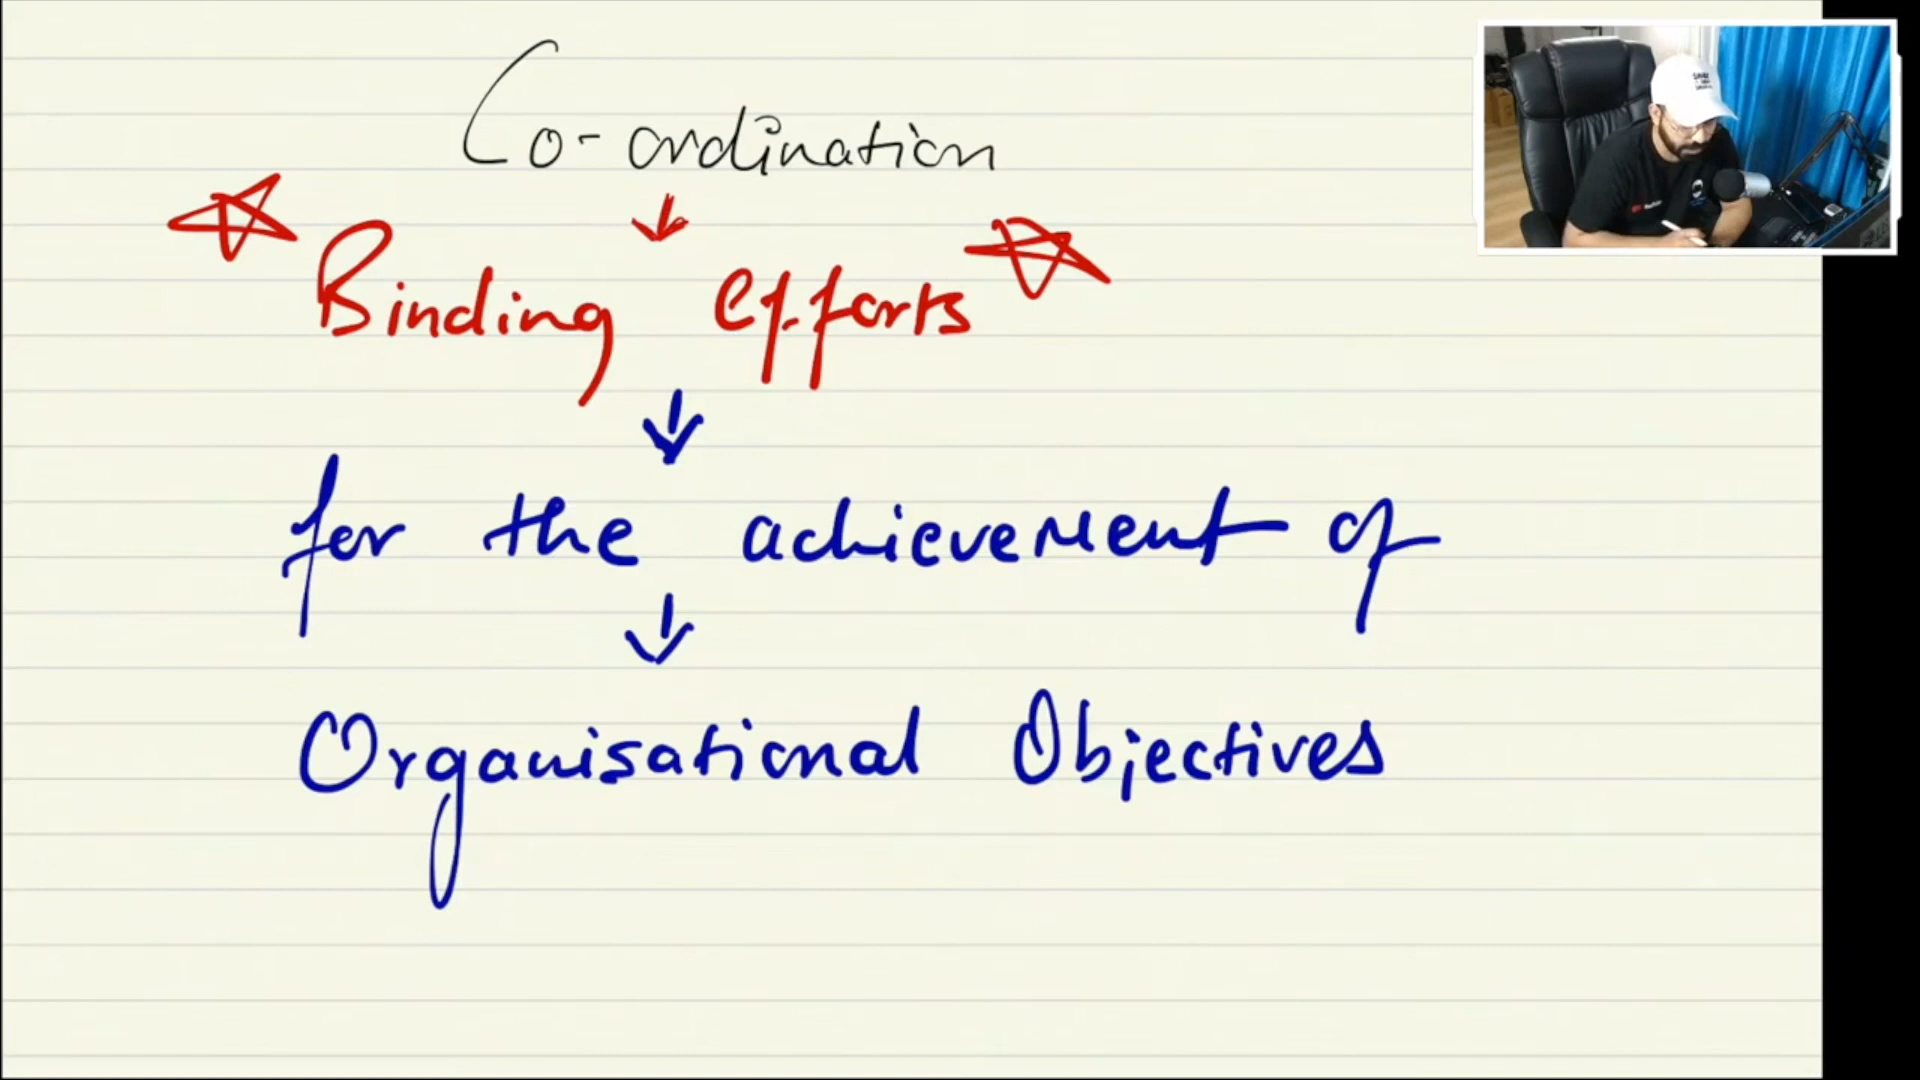 Co-ordination
Binding efforts
for the achievement of
Organisational Objectives